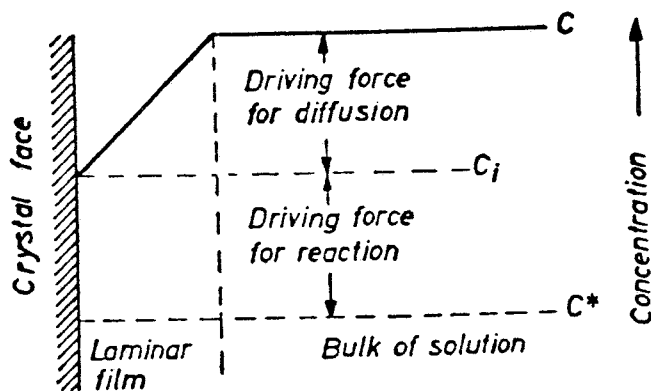 C
Driving force
for diffusion
Ci
Driving force
for reaction
C*
Laminar
film
Bulk of solution
Crystal face
Concentration